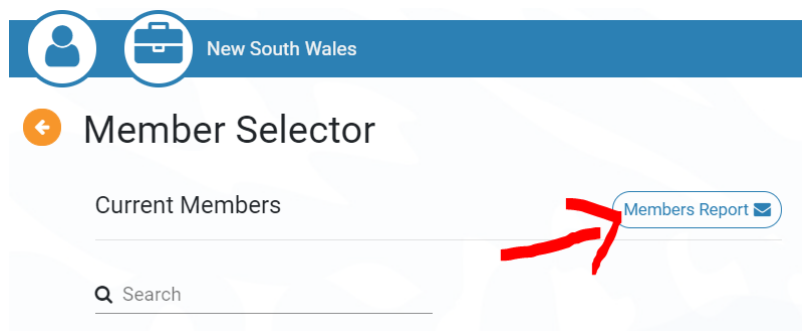 New South Wales
Member Selector
Current Members
Members Report
Search